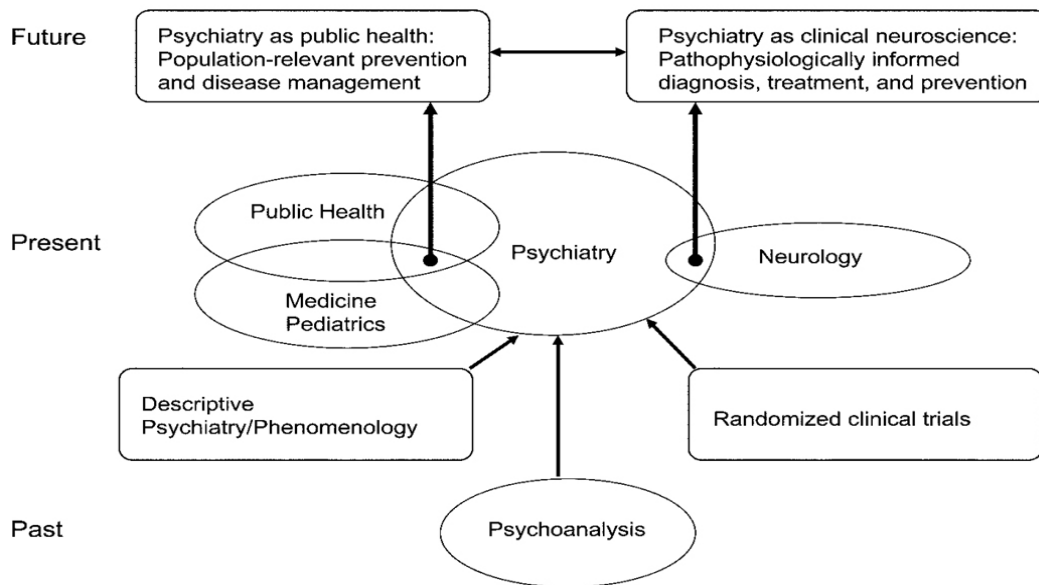 Future
Psychiatry as public health:
Population-relevant prevention
and disease management
Psychiatry as clinical neuroscience:
Pathophysiologically informed
diagnosis, treatment, and prevention
Present
Public Health
Medicine
Pediatrics
Psychiatry
Neurology
Descriptive
Psychiatry/Phenomenology
Randomized clinical trials
Past
Psychoanalysis